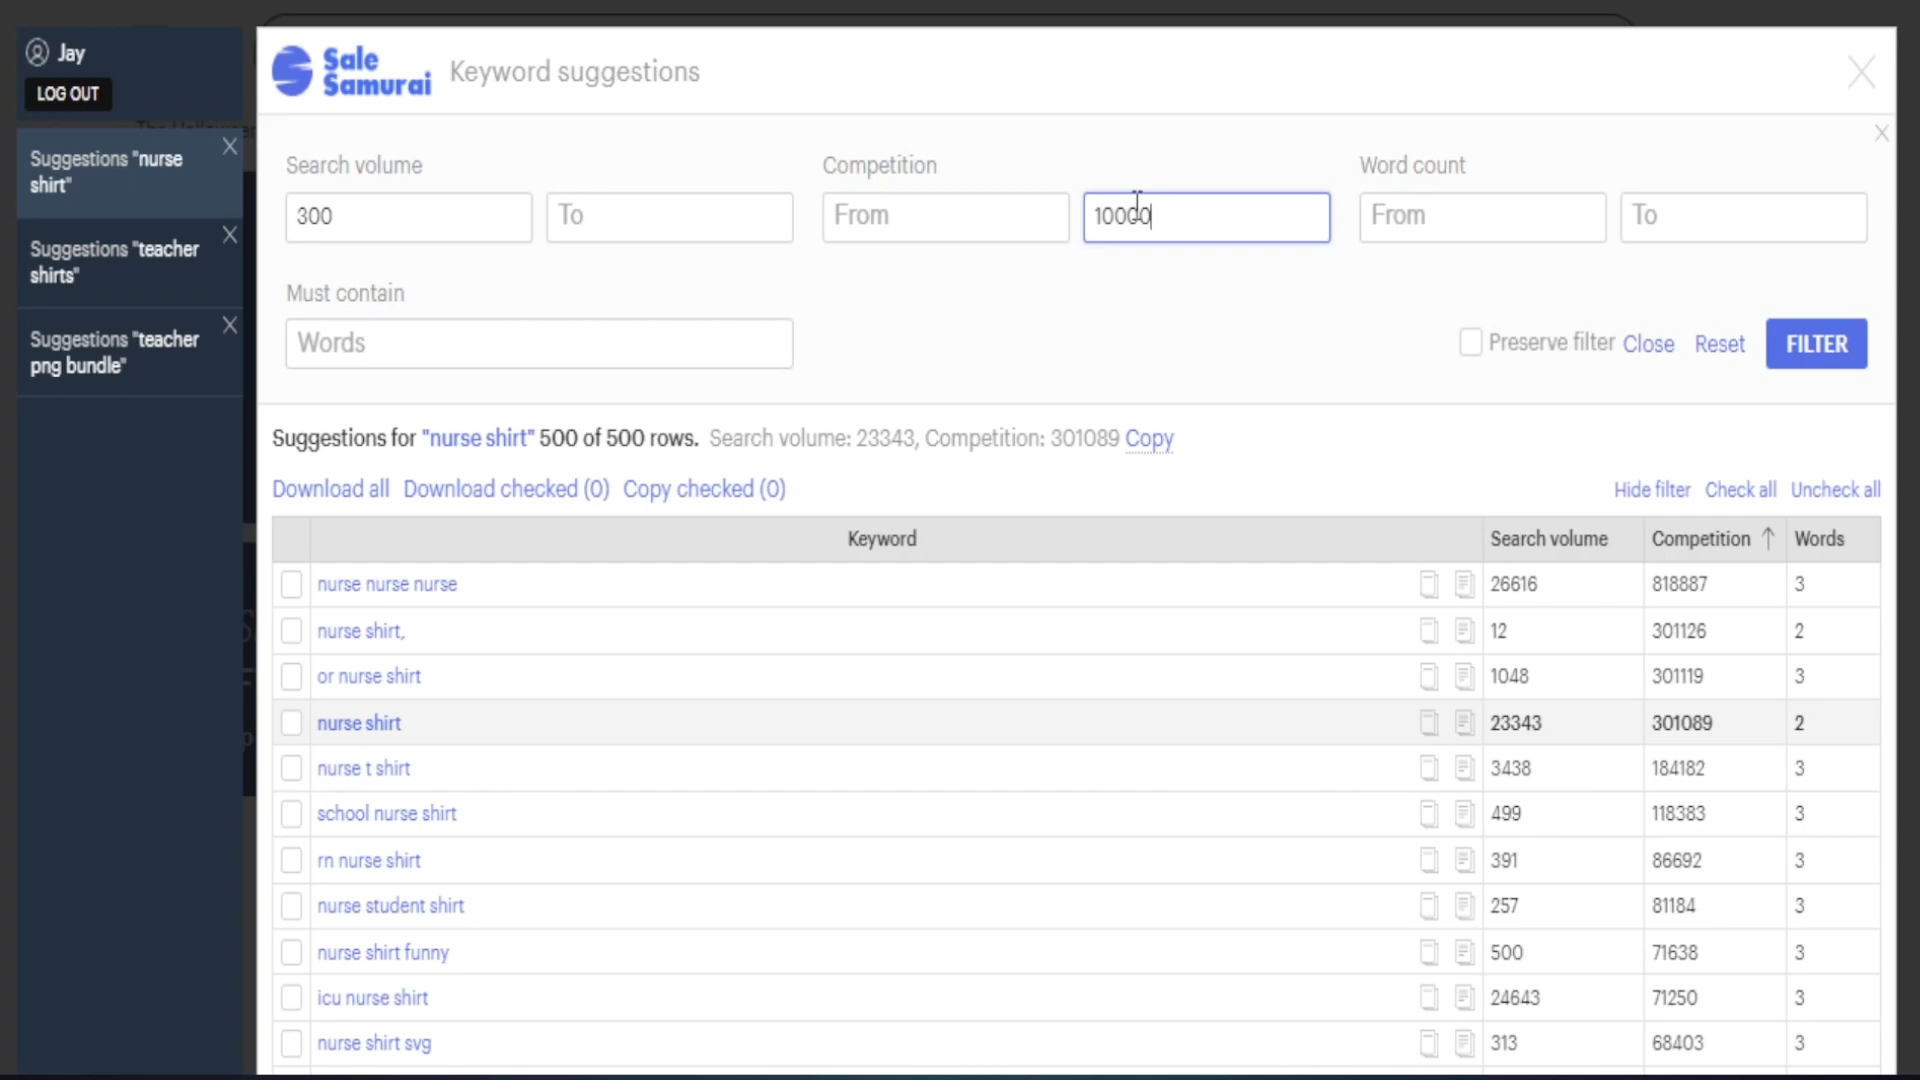 Jay
LOG OUT
Suggestions "nurse
shirt"
Suggestions "teacher
shirts"
Suggestions "teacher
png bundle"
Sale
Samurai
Keyword suggestions
Search volume
Competition
Word count
300
To
From
10000
From
To
Must contain
Words
Preserve filter
Close
Reset
FILTER
Suggestions for "nurse shirt" 500 of 500 rows. Search volume: 23343, Competition: 301089 Copy
Download all Download checked (0) Copy checked (0)
Hide filter Check all Uncheck all
Keyword Search volume Competition ↑ Words
nurse nurse nurse 26616 818887 3
nurse shirt, 12 301126 2
or nurse shirt 1048 301119 3
nurse shirt 23343 301089 2
nurse t shirt 3438 184182 3
school nurse shirt 499 118383 3
rn nurse shirt 391 86692 3
nurse student shirt 257 81184 3
nurse shirt funny 500 71638 3
icu nurse shirt 24643 71250 3
nurse shirt svg 313 68403 3